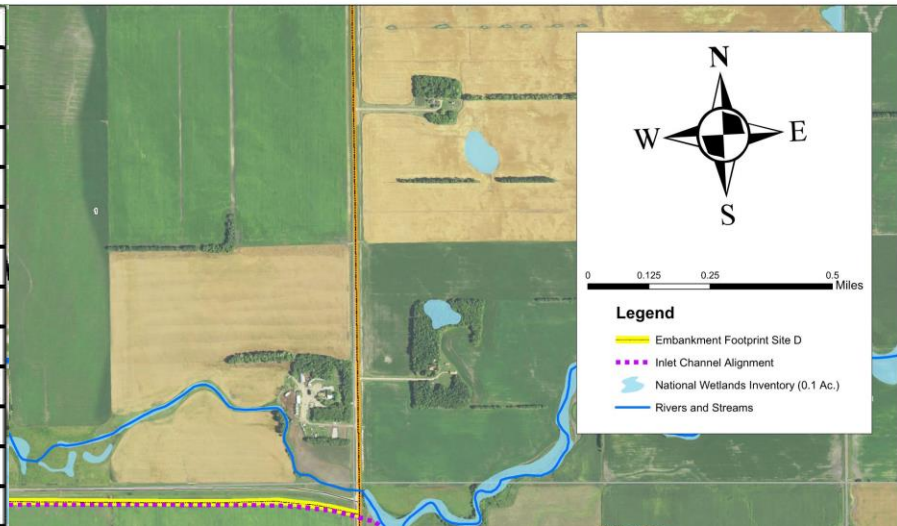 N
W E
S
0 0.125 0.25 0.5
Miles
Legend
Embankment Footprint Site D
Inlet Channel Alignment
National Wetlands Inventory (0.1 Ac.)
Rivers and Streams